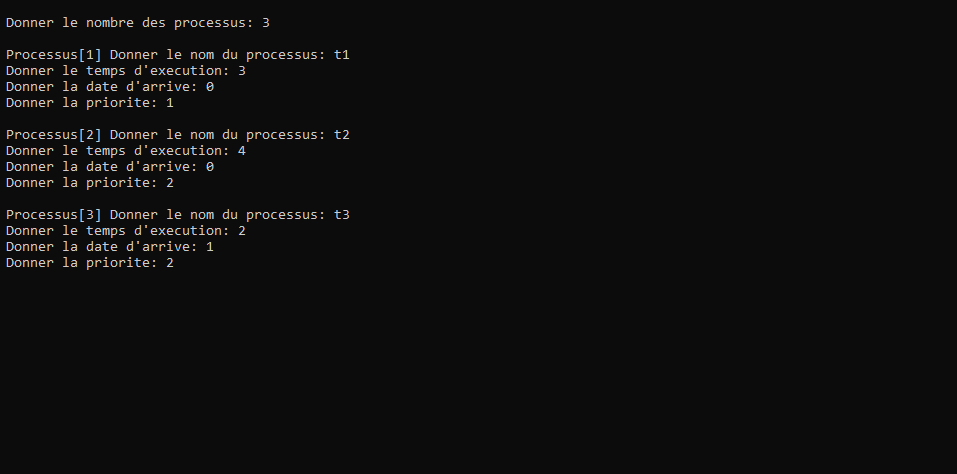 Donner le nombre des processus: 3
Processus[1] Donner le nom du processus: t1
Donner le temps d'execution: 3
Donner la date d'arrive: 0
Donner la priorite: 1
Processus[2] Donner le nom du processus: t2
Donner le temps d'execution: 4
Donner la date d'arrive: 0
Donner la priorite: 2
Processus[3] Donner le nom du processus: t3
Donner le temps d'execution: 2
Donner la date d'arrive: 1
Donner la priorite: 2